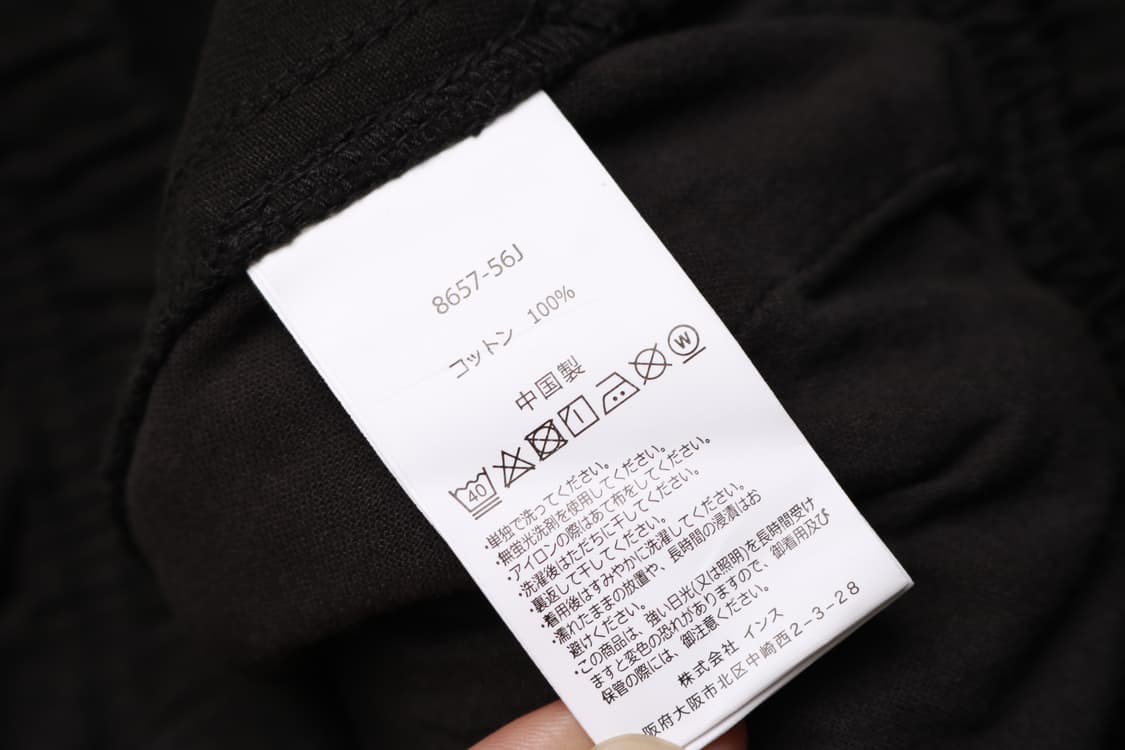 8657-56J
コットン 100%
中国製
40 W
・単独で洗ってください。
・無蛍光洗剤を使用してください。
・アイロンの際はあて布をしてください。
・洗濯後はただちに干してください。
・裏返して干してください。
・着用後はすみやかに洗濯してください。
・濡れたままの放置や、長時間の浸漬はお
避けください。
・この商品は、強い日光(又は照明)を長時間受け
ますと変色の恐れがありますので、御着用及び
保管の際には、御注意ください。
株式会社 インス
阪府大阪市北区中崎西2-3-28